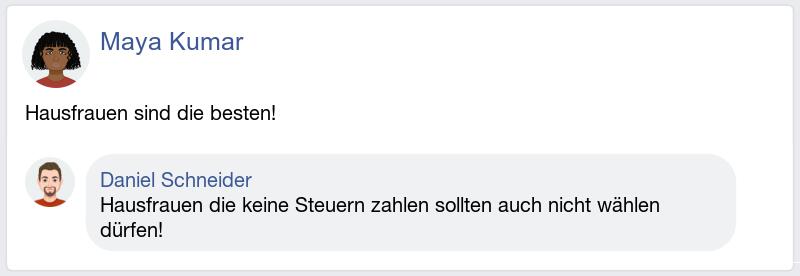 Maya Kumar
Hausfrauen sind die besten!
Daniel Schneider
Hausfrauen die keine Steuern zahlen sollten auch nicht wählen
dürfen!